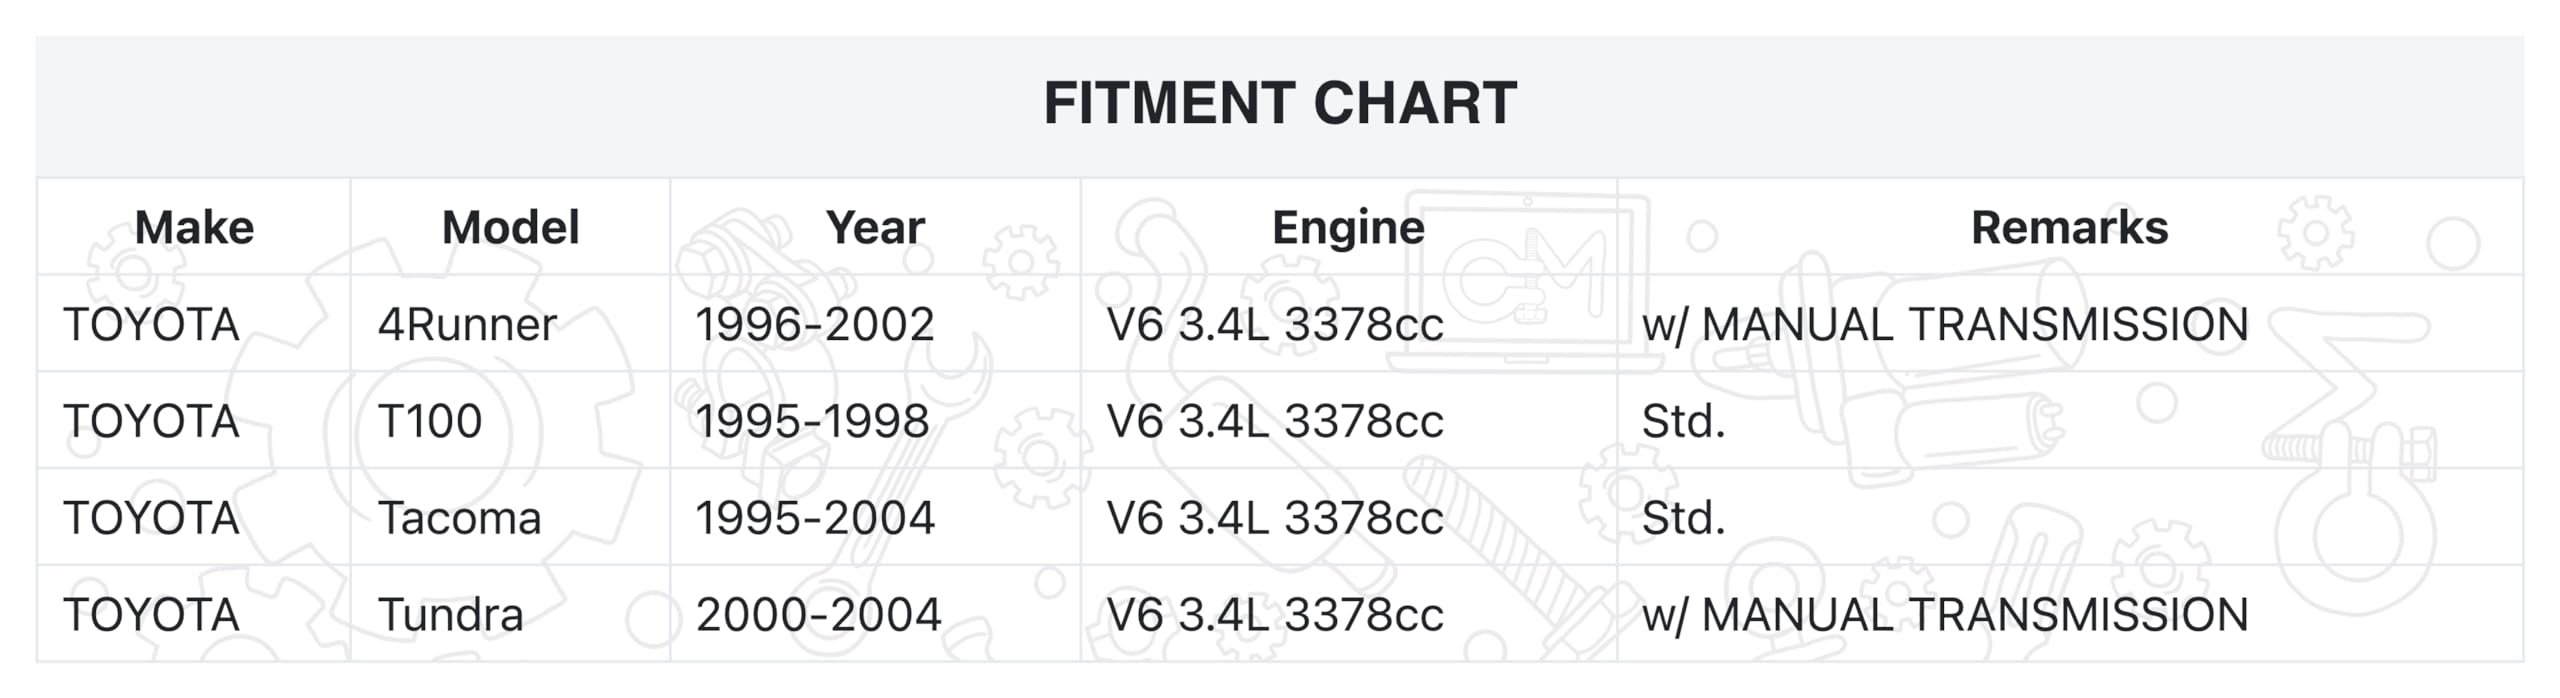 FITMENT CHART
Make Model Year Engine Remarks
TOYOTA 4Runner 1996-2002 V6 3.4L 3378cc w/ MANUAL TRANSMISSION
TOYOTA T100 1995-1998 V6 3.4L 3378cc Std.
TOYOTA Tacoma 1995-2004 V6 3.4L 3378cc Std.
TOYOTA Tundra 2000-2004 V6 3.4L 3378cc w/ MANUAL TRANSMISSION